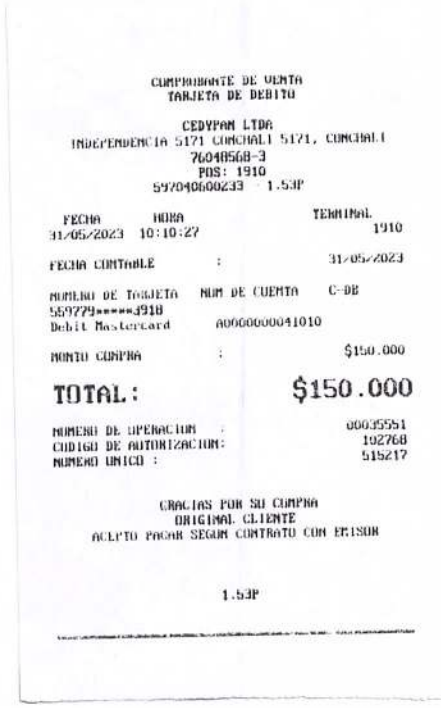 COMPROBANTE DE VENTA
TARJETA DE DEBITO
CEDYPAN LTDA
INDEPENDENCIA 5171 CONCHALI 5171, CONCHALI
76048568-3
POS: 1910
597040600233 - 1.53P
FECHA HORA TERMINAL
31/05/2023 10:10:27 1910
FECHA CONTABLE : 31/05/2023
NUMERO DE TARJETA NUM DE CUENTA C-DB
559779*****3918
Debit Mastercard A0000000041010
MONTO COMPRA : $150.000
TOTAL: $150.000
NUMERO DE OPERACION : 00035551
CODIGO DE AUTORIZACION: 102768
NUMERO UNICO : 515217
GRACIAS POR SU COMPRA
ORIGINAL CLIENTE
ACEPTO PAGAR SEGUN CONTRATO CON EMISOR
1.53P